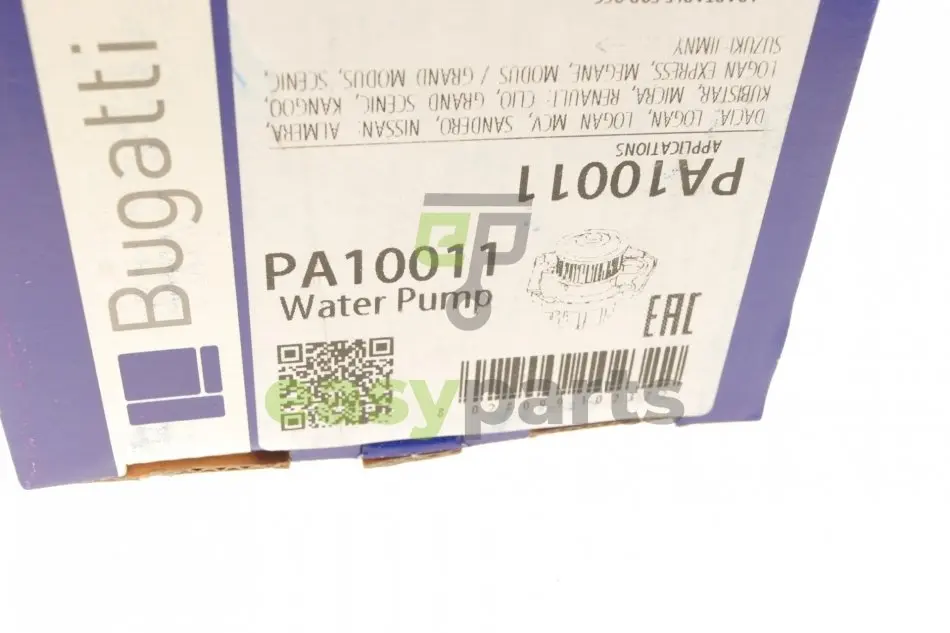 Bugatti
PA10011
Water Pump
EAC
PA10011
APPLICATIONS
DACIA: LOGAN, LOGAN MCV, SANDERO, NISSAN: ALMERA,
KUBISTAR, MICRA, RENAULT: CLIO, GRAND SCENIC, KANGOO,
LOGAN EXPRESS, MEGANE, MODUS / GRAND MODUS, SCENIC,
SUZUKI: JIMNY
easyparts